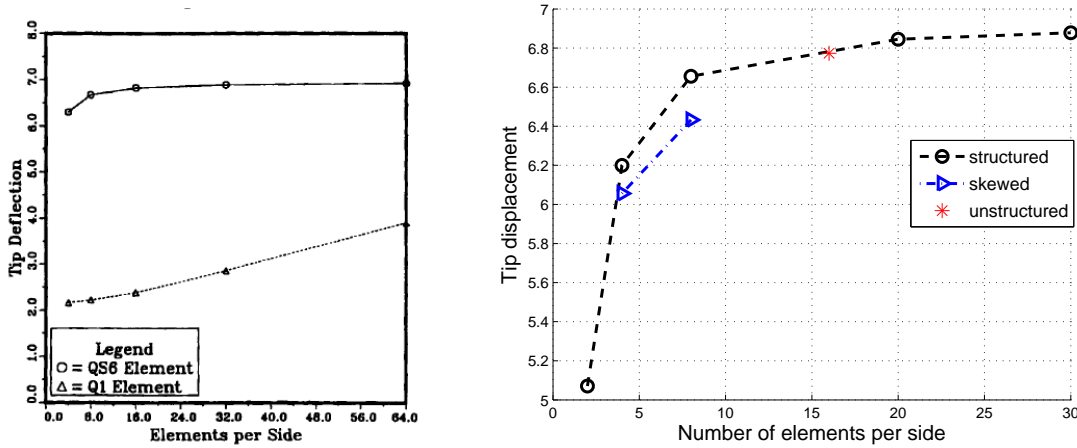 8.0
7.0
6.0
5.0
4.0
3.0
2.0
1.0
0.0
Tip Deflection
Legend
= QS6 Element
= Q1 Element
0.0 8.0 16.0 24.0 32.0 40.0 48.0 56.0 64.0
Elements per Side
7
6.8
6.6
6.4
6.2
6
5.8
5.6
5.4
5.2
5
Tip displacement
structured
skewed
unstructured
0 5 10 15 20 25 30
Number of elements per side